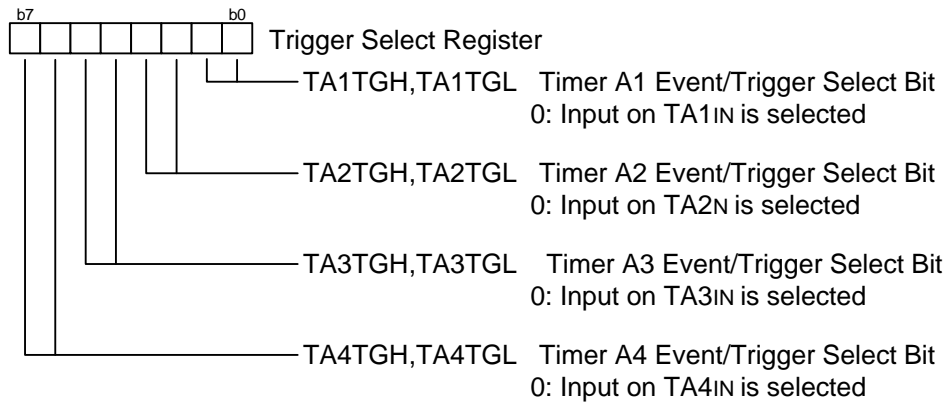 b7 b0
Trigger Select Register
TA1TGH,TA1TGL Timer A1 Event/Trigger Select Bit
0: Input on TA1IN is selected
TA2TGH,TA2TGL Timer A2 Event/Trigger Select Bit
0: Input on TA2N is selected
TA3TGH,TA3TGL Timer A3 Event/Trigger Select Bit
0: Input on TA3IN is selected
TA4TGH,TA4TGL Timer A4 Event/Trigger Select Bit
0: Input on TA4IN is selected